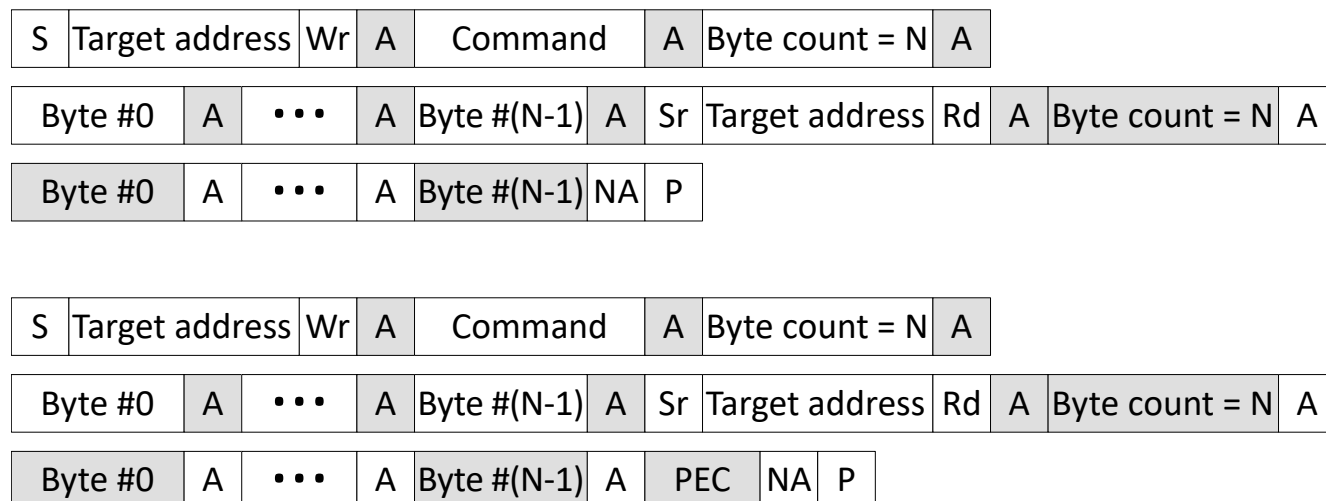 S Target address Wr A Command A Byte count = N A
Byte #0 A ••• A Byte #(N-1) A Sr Target address Rd A Byte count = N A
Byte #0 A ••• A Byte #(N-1) NA P
S Target address Wr A Command A Byte count = N A
Byte #0 A ••• A Byte #(N-1) A Sr Target address Rd A Byte count = N A
Byte #0 A ••• A Byte #(N-1) A PEC NA P